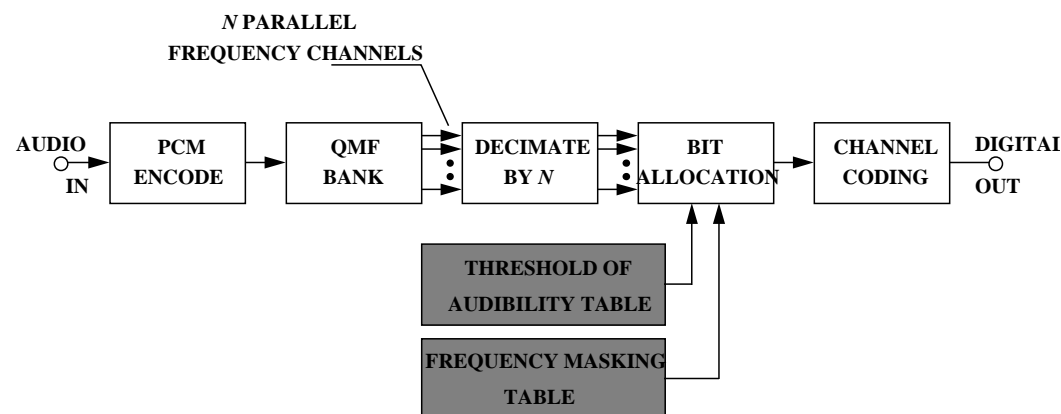 N PARALLEL
FREQUENCY CHANNELS
AUDIO
IN
PCM
ENCODE
QMF
BANK
DECIMATE
BY N
BIT
ALLOCATION
CHANNEL
CODING
DIGITAL
OUT
THRESHOLD OF
AUDIBILITY TABLE
FREQUENCY MASKING
TABLE